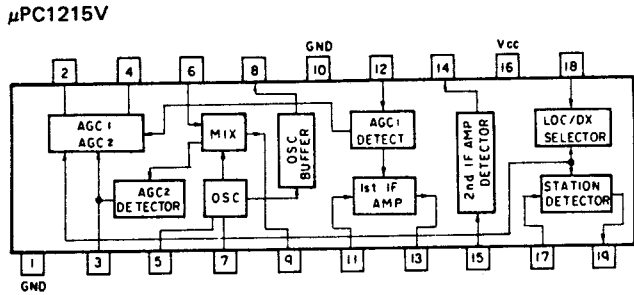 μPC1215V
GND
Vcc
2
4
6
8
10
12
14
16
18
AGC1
AGC2
MIX
OSC
BUFFER
AGC1
DETECT
2nd IF AMP
DETECTOR
LOC/DX
SELECTOR
AGC2
DETECTOR
OSC
1st IF
AMP
STATION
DETECTOR
1
3
5
7
9
11
13
15
17
19
GND